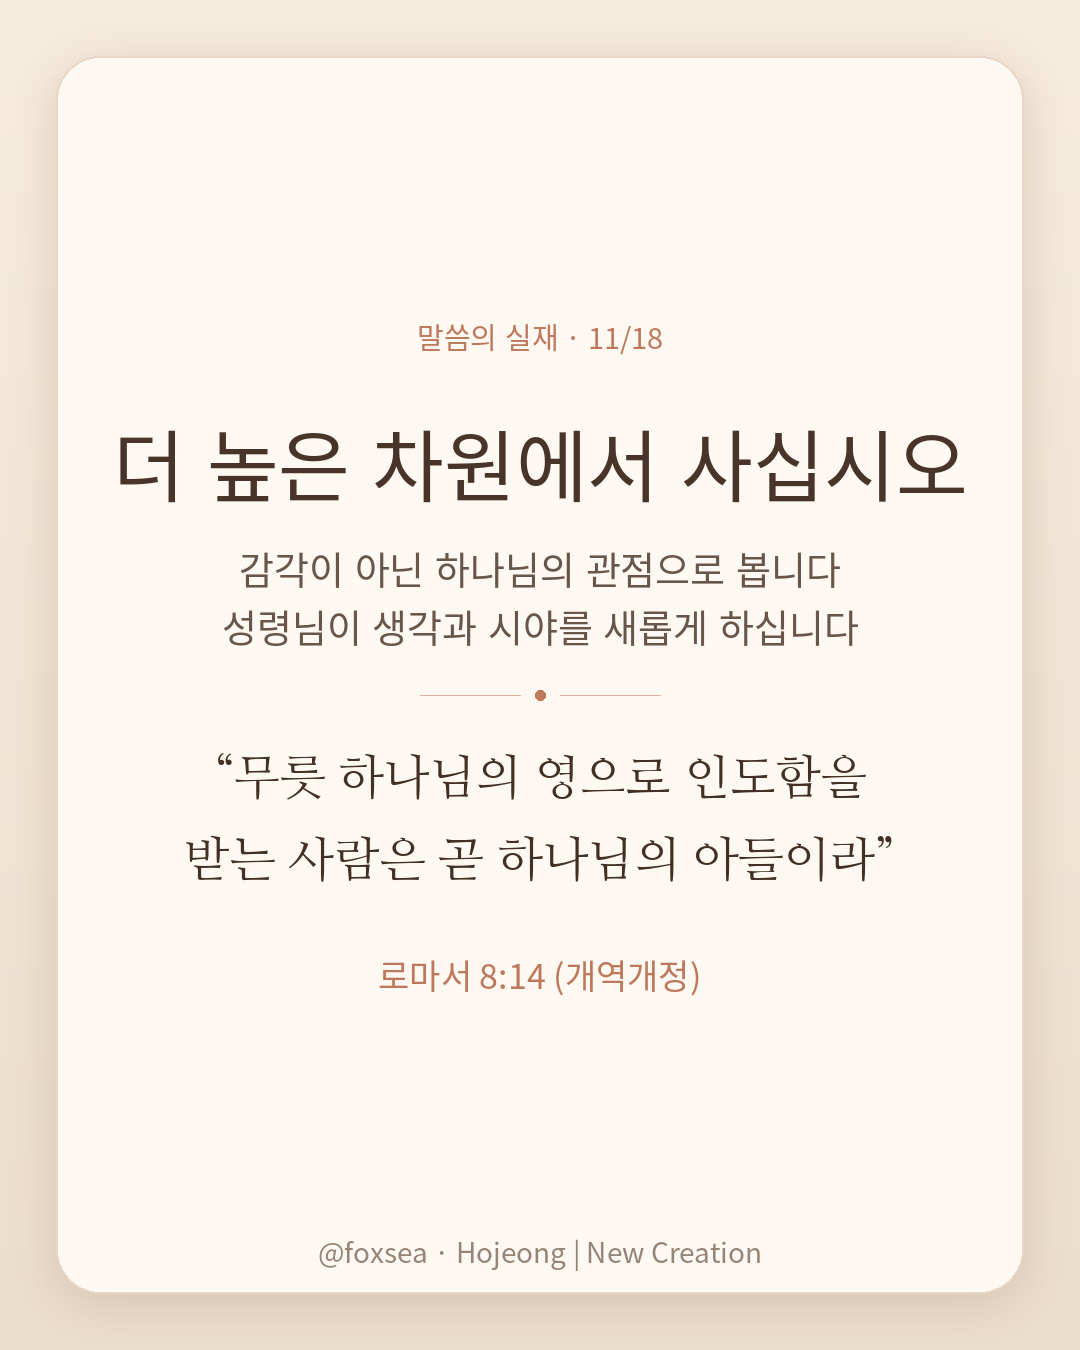 말씀의 실재 · 11/18
더 높은 차원에서 사십시오
감각이 아닌 하나님의 관점으로 봅니다
성령님이 생각과 시야를 새롭게 하십니다
“무릇 하나님의 영으로 인도함을
받는 사람은 곧 하나님의 아들이라”
로마서 8:14 (개역개정)
@foxsea · Hojeong | New Creation